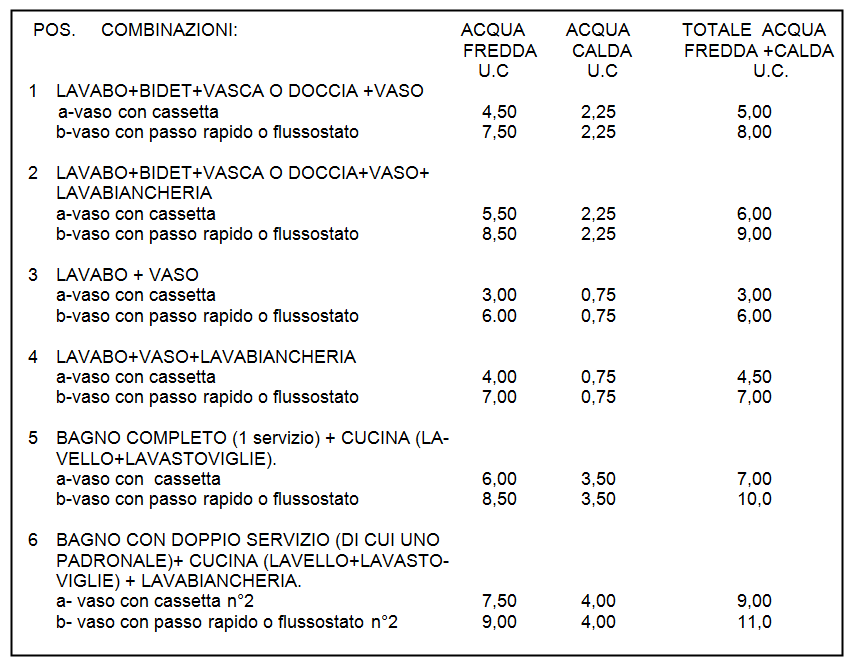 POS. COMBINAZIONI: ACQUA ACQUA TOTALE ACQUA
FREDDA CALDA FREDDA +CALDA
U.C U.C U.C.
1 LAVABO+BIDET+VASCA O DOCCIA +VASO
a-vaso con cassetta 4,50 2,25 5,00
b-vaso con passo rapido o flussostato 7,50 2,25 8,00
2 LAVABO+BIDET+VASCA O DOCCIA+VASO+
LAVABIANCHERIA
a-vaso con cassetta 5,50 2,25 6,00
b-vaso con passo rapido o flussostato 8,50 2,25 9,00
3 LAVABO + VASO
a-vaso con cassetta 3,00 0,75 3,00
b-vaso con passo rapido o flussostato 6.00 0,75 6,00
4 LAVABO+VASO+LAVABIANCHERIA
a-vaso con cassetta 4,00 0,75 4,50
b-vaso con passo rapido o flussostato 7,00 0,75 7,00
5 BAGNO COMPLETO (1 servizio) + CUCINA (LA-
VELLO+LAVASTOVIGLIE).
a-vaso con cassetta 6,00 3,50 7,00
b-vaso con passo rapido o flussostato 8,50 3,50 10,0
6 BAGNO CON DOPPIO SERVIZIO (DI CUI UNO
PADRONALE)+ CUCINA (LAVELLO+LAVASTO-
VIGLIE) + LAVABIANCHERIA.
a- vaso con cassetta n°2 7,50 4,00 9,00
b- vaso con passo rapido o flussostato n°2 9,00 4,00 11,0